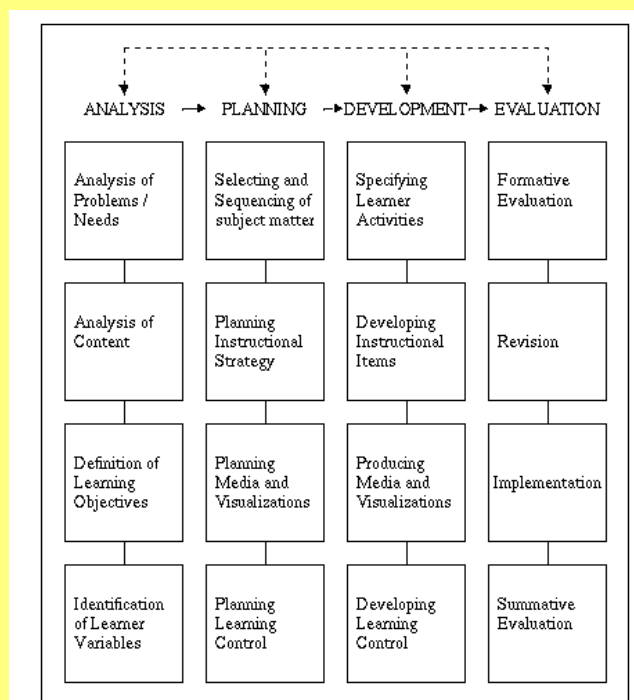 ANALYSIS PLANNING DEVELOPMENT EVALUATION
Analysis of
Problems /
Needs
Selecting and
Sequencing of
subject matter
Specifying
Learner
Activities
Formative
Evaluation
Analysis of
Content
Planning
Instructional
Strategy
Developing
Instructional
Items
Revision
Definition of
Learning
Objectives
Planning
Media and
Visualizations
Producing
Media and
Visualizations
Implementation
Identification
of Learner
Variables
Planning
Learning
Control
Developing
Learning
Control
Summative
Evaluation